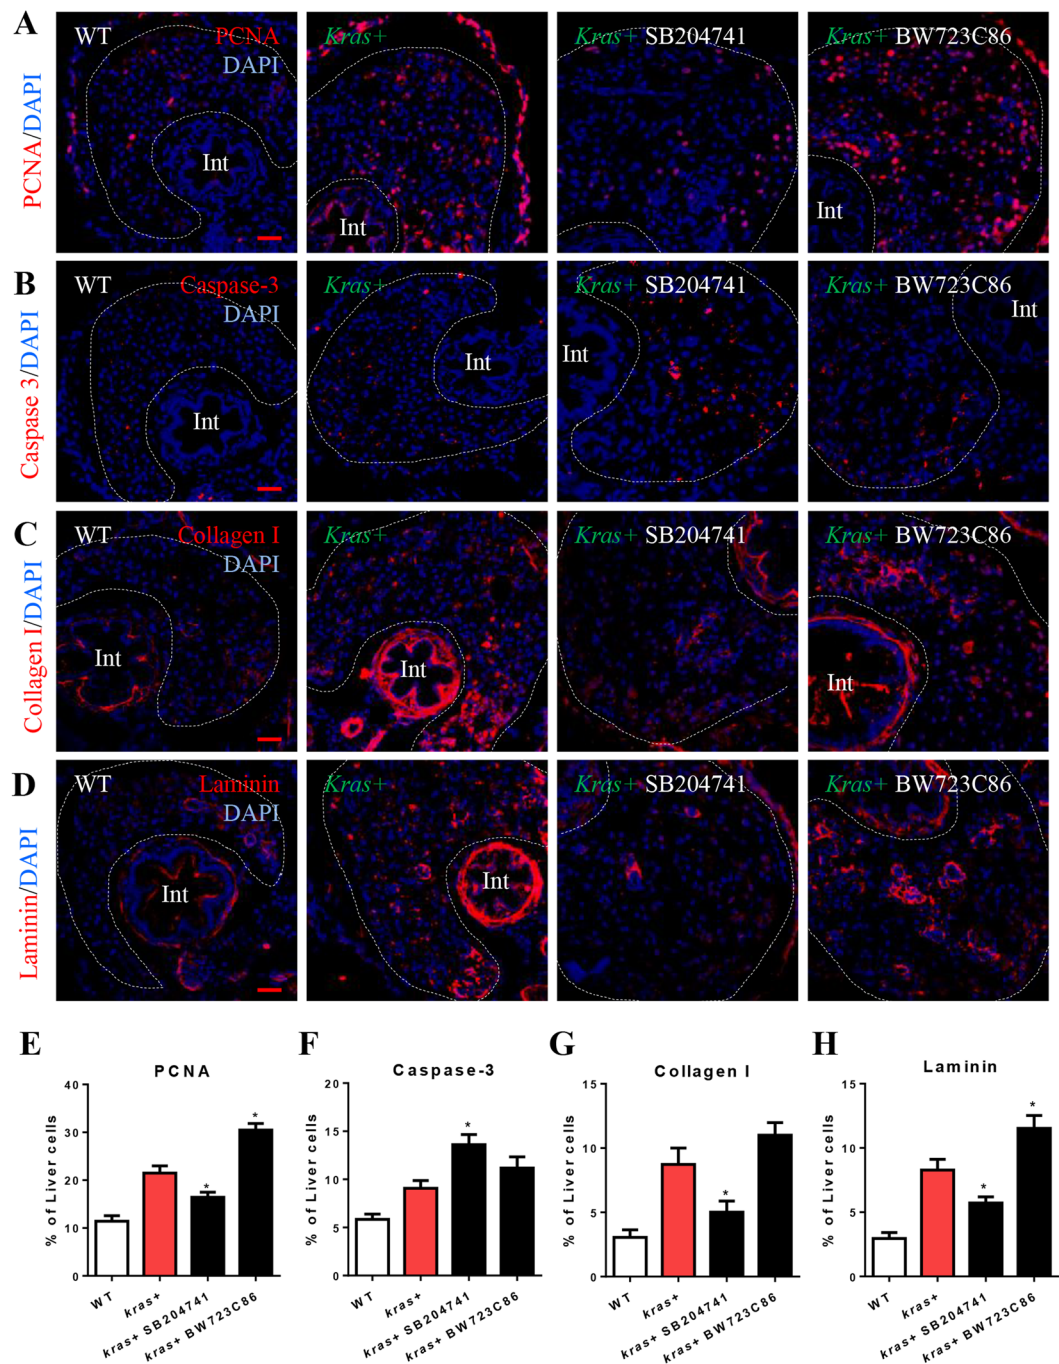 A
PCNA/DAPI
WT
PCNA
DAPI
Int
Kras+
Int
Kras+ SB204741
Kras+ BW723C86
Int
B
Caspase 3/DAPI
WT
Caspase-3
DAPI
Int
Kras+
Int
Kras+ SB204741
Int
Kras+ BW723C86
Int
C
Collagen I/DAPI
WT
Collagen I
DAPI
Int
Kras+
Int
Kras+ SB204741
Kras+ BW723C86
Int
D
Laminin/DAPI
WT
Laminin
DAPI
Int
Kras+
Int
Kras+ SB204741
Kras+ BW723C86
E
PCNA
% of Liver cells
40
30
20
10
0
*
*
WT
kras+
kras+ SB204741
kras+ BW723C86
F
Caspase-3
% of Liver cells
20
15
10
5
0
*
WT
kras+
kras+ SB204741
kras+ BW723C86
G
Collagen I
% of Liver cells
15
10
5
0
*
WT
kras+
kras+ SB204741
kras+ BW723C86
H
Laminin
% of Liver cells
15
10
5
0
*
*
WT
kras+
kras+ SB204741
kras+ BW723C86